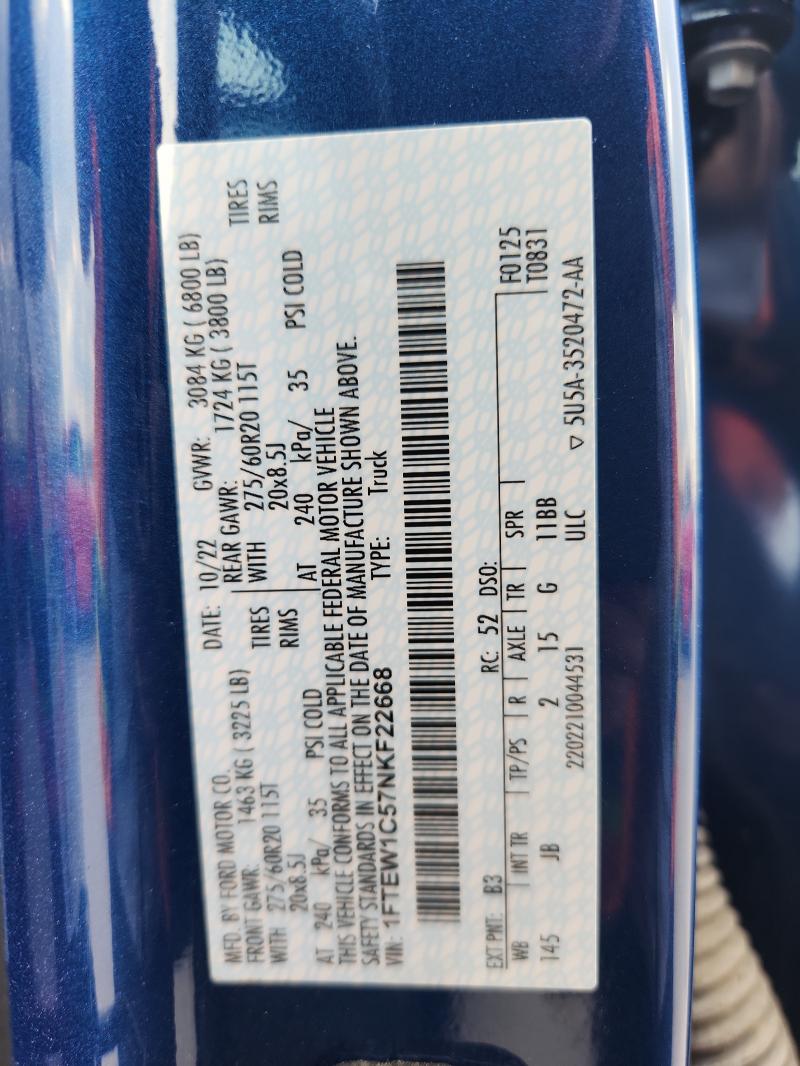 MFD. BY FORD MOTOR CO. DATE: 10/22 GVWR: 3084 KG ( 6800 LB)
FRONT GAWR: 1463 KG ( 3225 LB) REAR GAWR: 1724 KG ( 3800 LB)
WITH 275/60R20 115T TIRES WITH 275/60R20 115T TIRES
20x8.5J RIMS 20x8.5J RIMS
AT 240 kPa/ 35 PSI COLD AT 240 kPa/ 35 PSI COLD
THIS VEHICLE CONFORMS TO ALL APPLICABLE FEDERAL MOTOR VEHICLE
SAFETY STANDARDS IN EFFECT ON THE DATE OF MANUFACTURE SHOWN ABOVE.
VIN: 1FTEW1C57NKF22668 TYPE: Truck
EXT PNT: B3 RC: 52 DSO: F0125
WB INT TR TP/PS R AXLE TR SPR T0831
145 JB 2 15 G 11BB
2202210044531 ULC ▽ 5U5A-3520472-AA